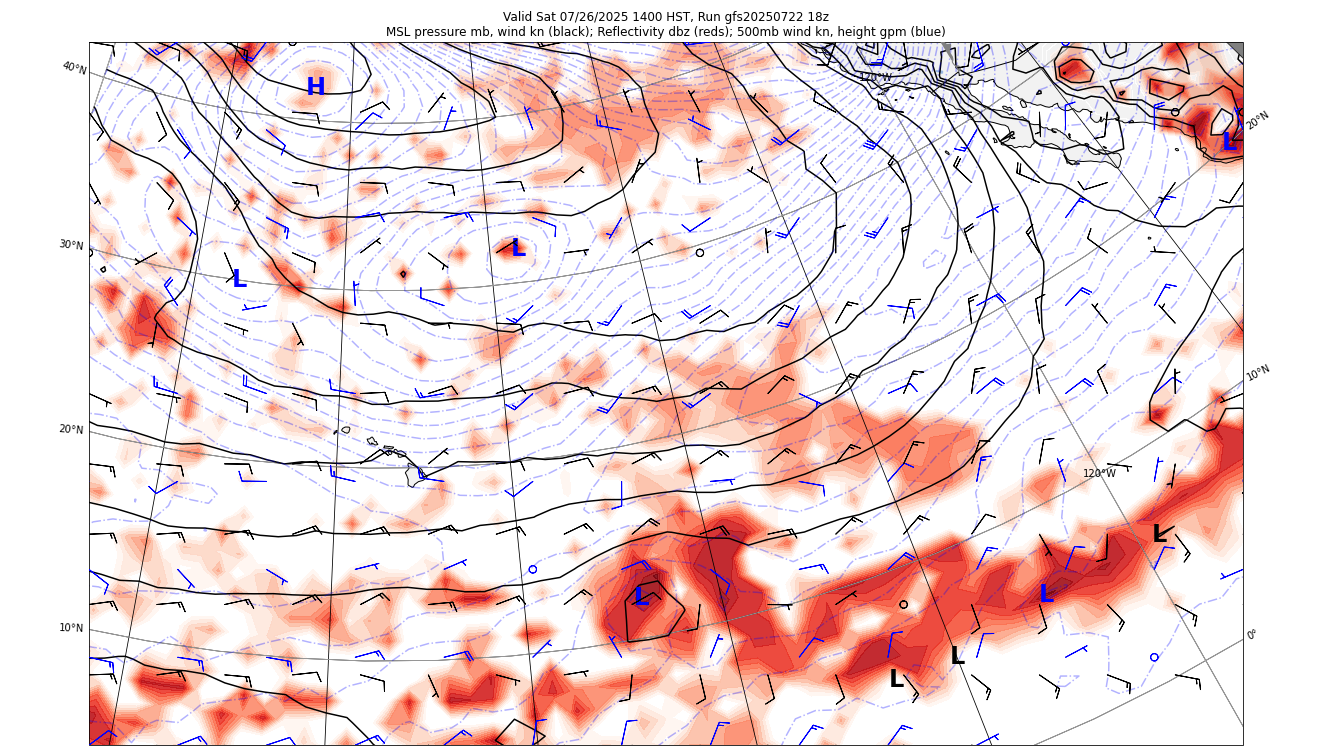 Valid Sat 07/26/2025 1400 HST, Run gfs20250722 18z
MSL pressure mb, wind kn (black); Reflectivity dbz (reds); 500mb wind kn, height gpm (blue)
40°N
H
120°W
20°N
L
30°N
L
L
10°N
20°N
120°W
L
L
L
10°N
0°
L
L